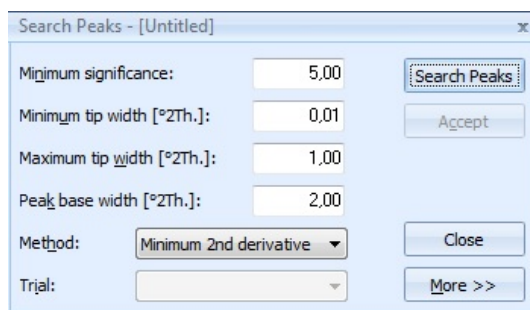 Search Peaks - [Untitled] x
Minimum significance: 5,00 Search Peaks
Minimum tip width [°2Th.]: 0,01 Accept
Maximum tip width [°2Th.]: 1,00
Peak base width [°2Th.]: 2,00
Method: Minimum 2nd derivative Close
Trial: More >>